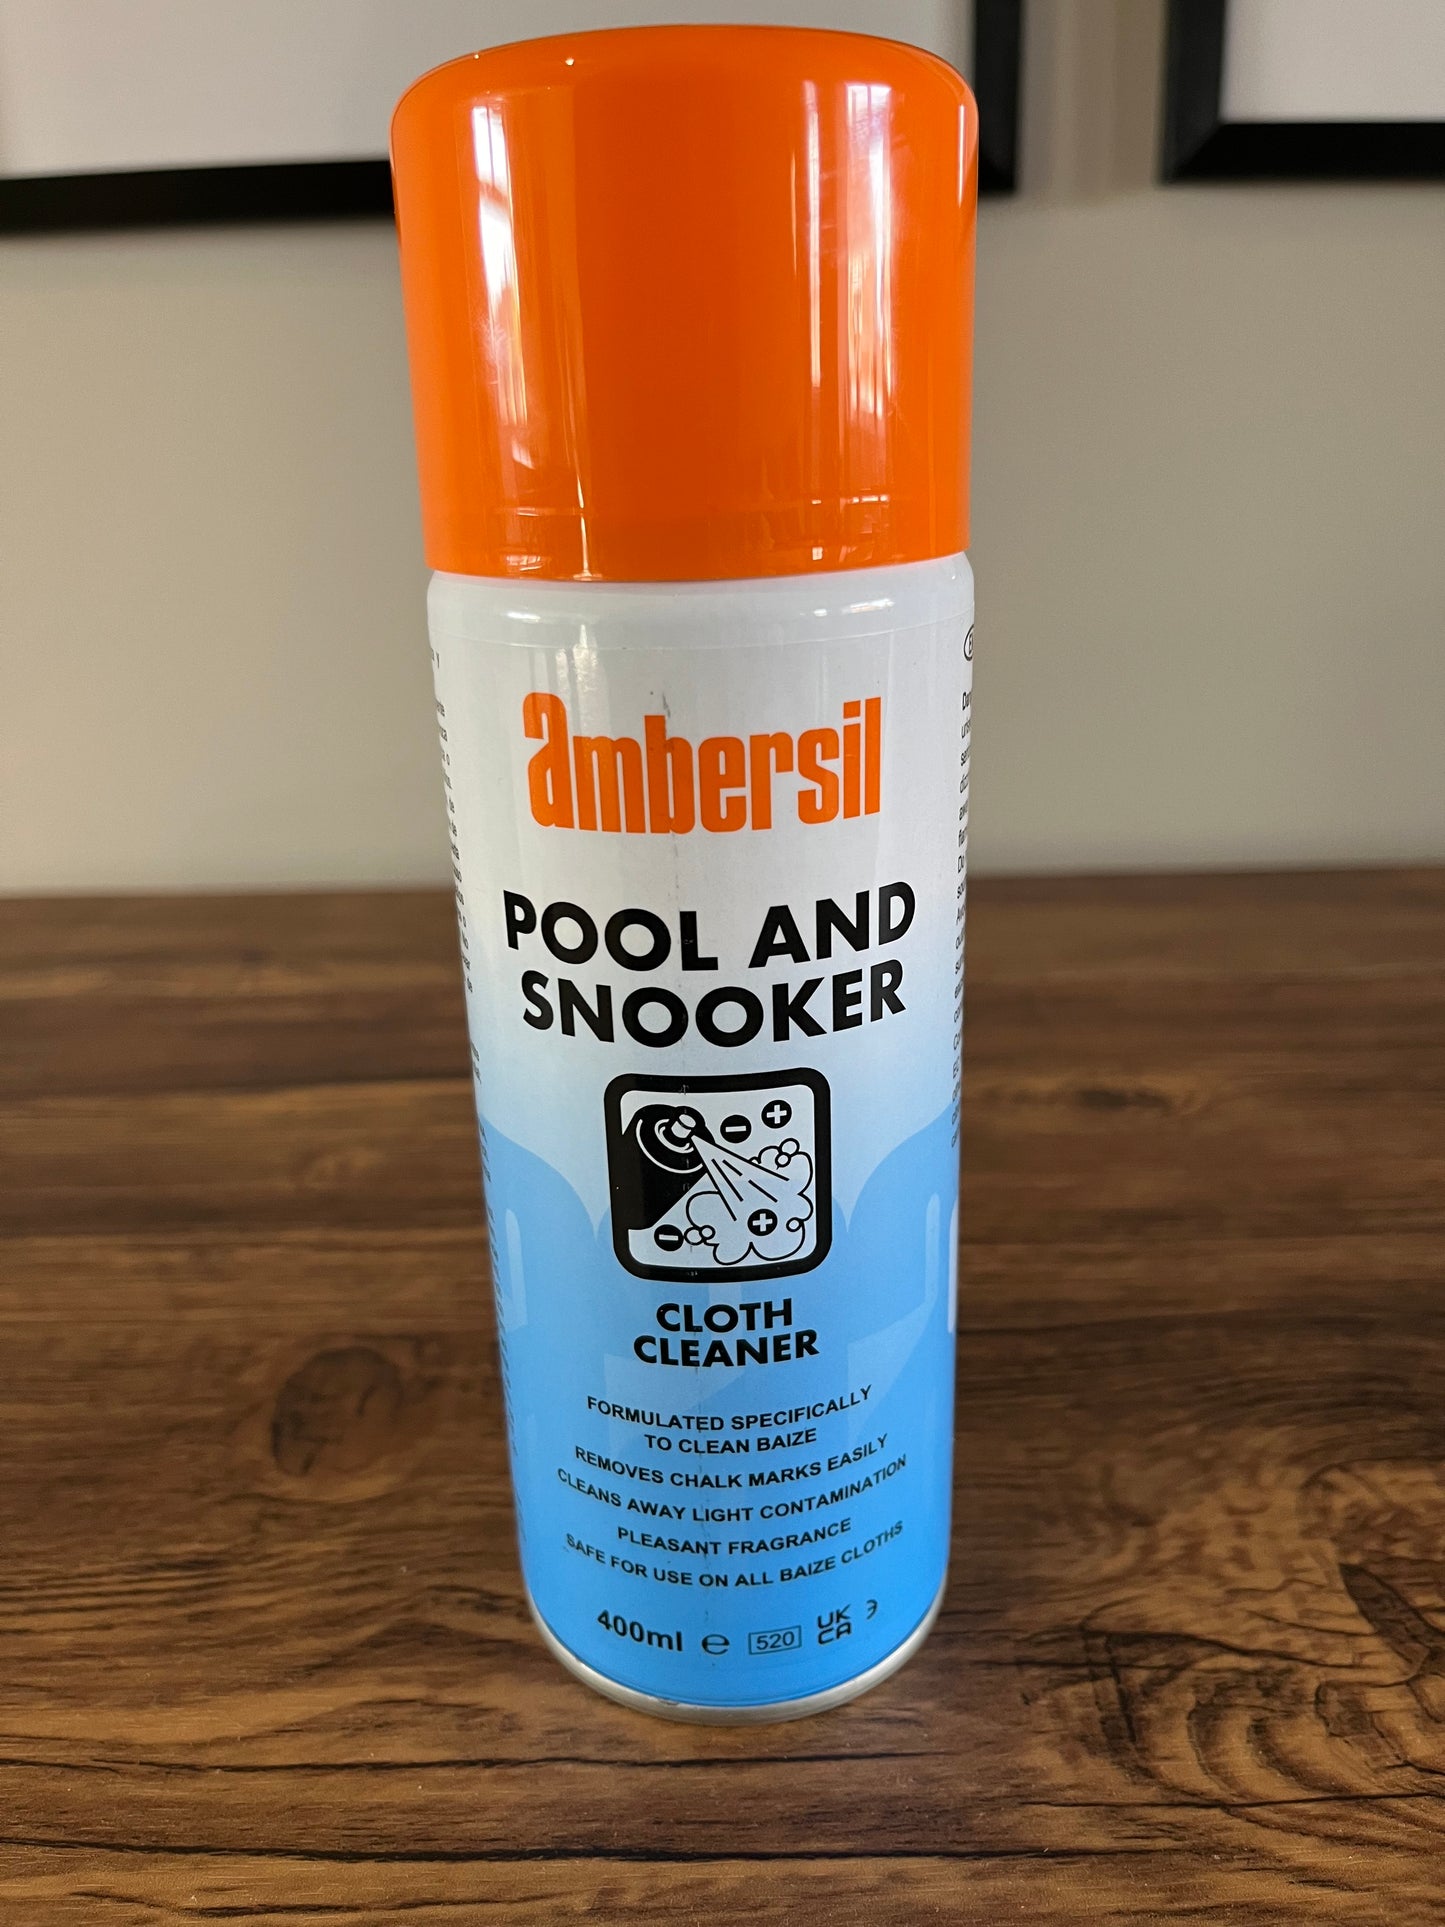 ambersil
POOL AND
SNOOKER
CLOTH
CLEANER
FORMULATED SPECIFICALLY
TO CLEAN BAIZE
REMOVES CHALK MARKS EASILY
CLEANS AWAY LIGHT CONTAMINATION
PLEASANT FRAGRANCE
SAFE FOR USE ON ALL BAIZE CLOTHS
400ml ℮ 520 UK
CA 3